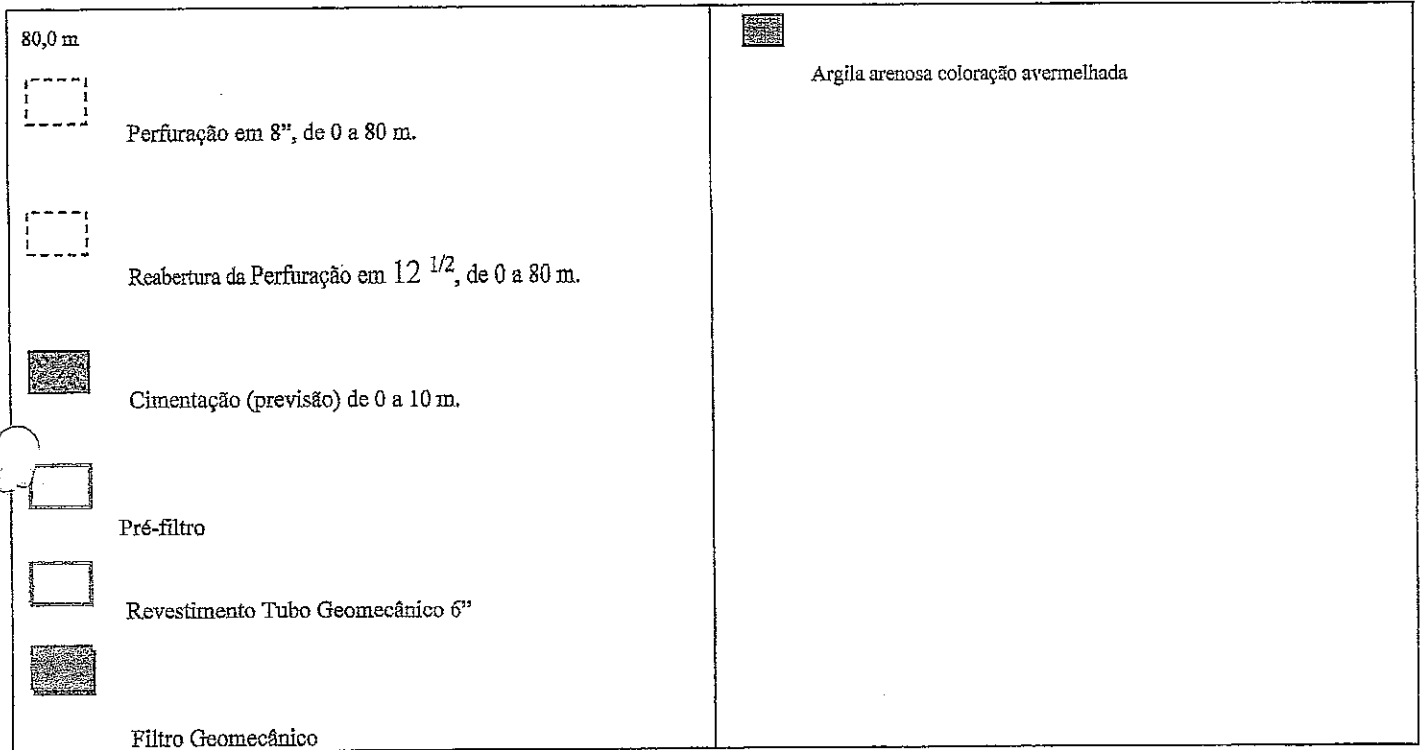 80,0 m
Perfuração em 8”, de 0 a 80 m.
Reabertura da Perfuração em 12 1/2, de 0 a 80 m.
Cimentação (previsão) de 0 a 10 m.
Pré-filtro
Revestimento Tubo Geomecânico 6”
Filtro Geomecânico
Argila arenosa coloração avermelhada